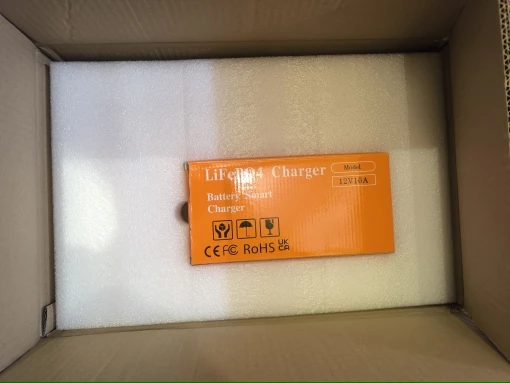 LiFePO4 Charger
Model
12V10A
Battery Smart
Charger
CE FC RoHS UK
CA